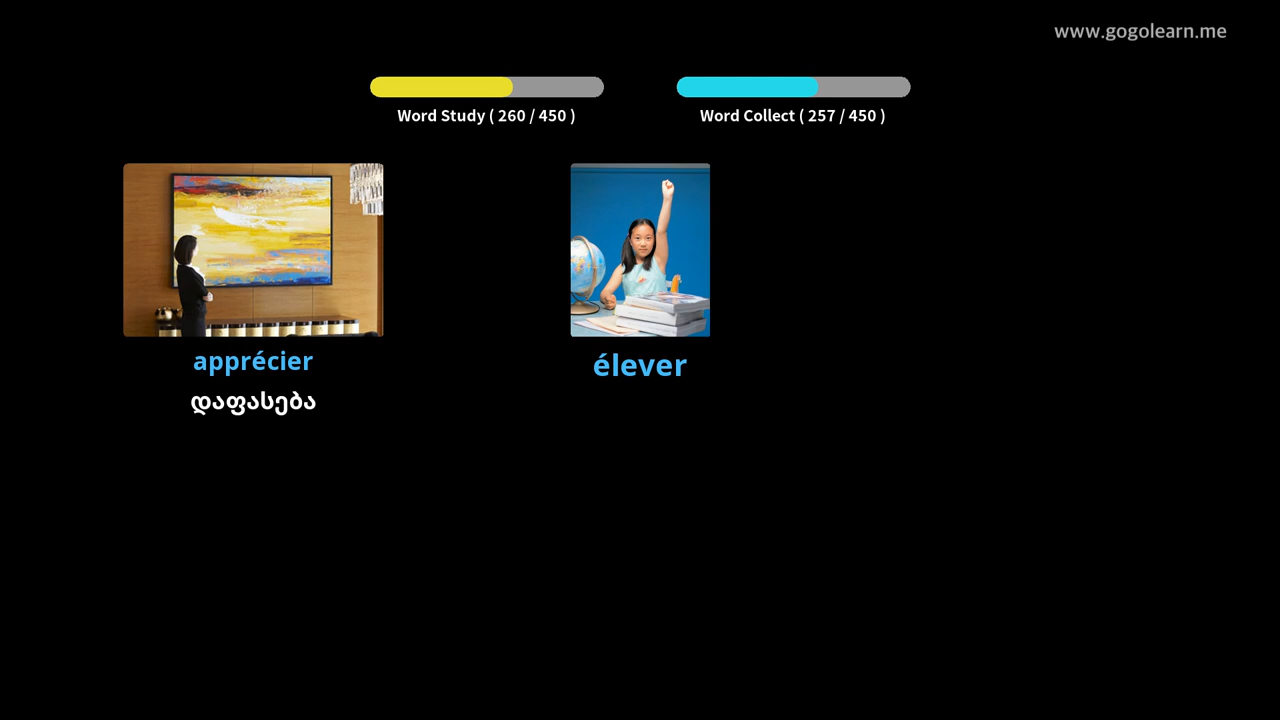 www.gogolearn.me
Word Study ( 260 / 450 )
Word Collect ( 257 / 450 )
apprécier
დაფასება
élever